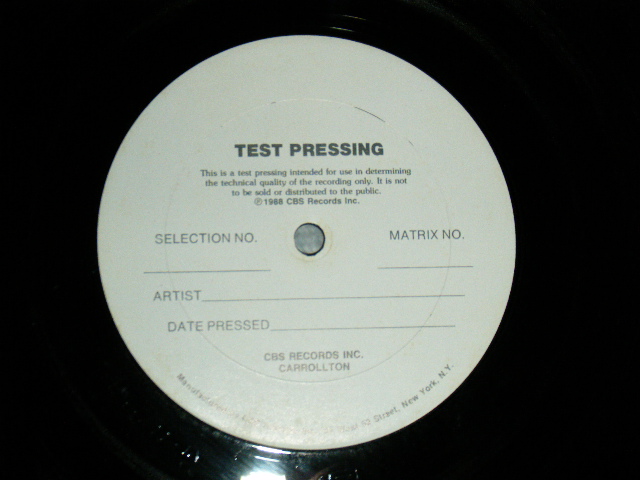 TEST PRESSING
This is a test pressing intended for use in determining
the technical quality of the recording only. It is not
to be sold or distributed to the public.
℗1988 CBS Records Inc.
SELECTION NO. MATRIX NO.
ARTIST
DATE PRESSED
CBS RECORDS INC.
CARROLLTON
52 Street, New York, N.Y.